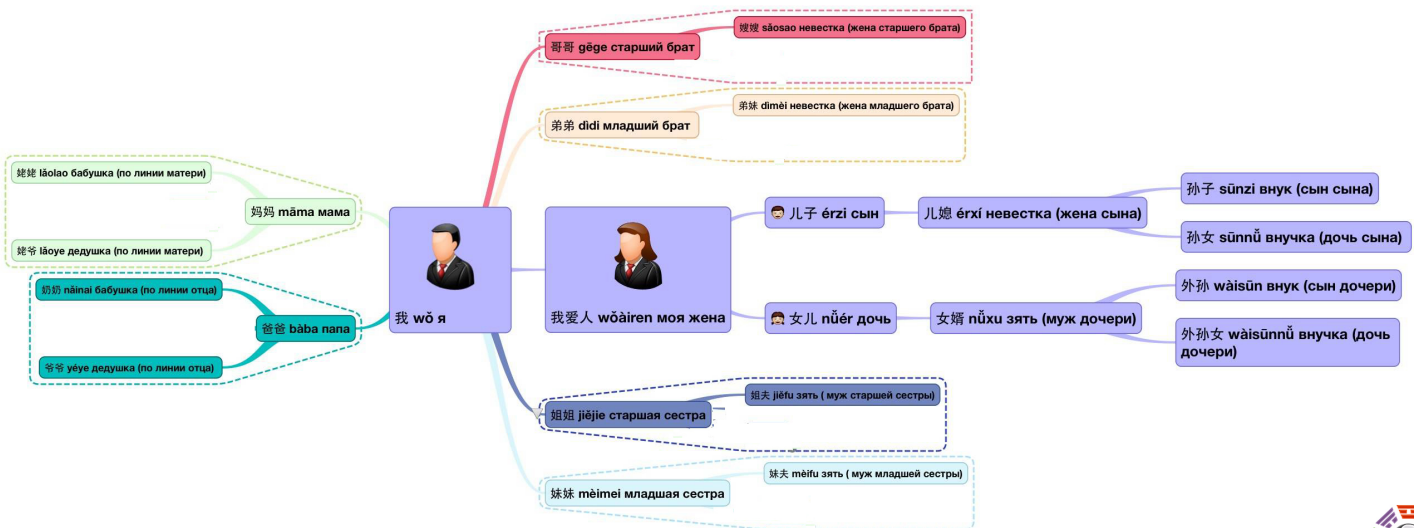 哥哥 gēge старший брат
嫂嫂 sǎosao невестка (жена старшего брата)
弟弟 dìdi младший брат
弟妹 dìmèi невестка (жена младшего брата)
姥姥 lǎolao бабушка (по линии матери)
妈妈 māma мама
姥爷 lǎoye дедушка (по линии матери)
奶奶 nǎinai бабушка (по линии отца)
爸爸 bàba папа
爷爷 yéye дедушка (по линии отца)
我 wǒ я
我爱人 wǒàiren моя жена
儿子 érzi сын
儿媳 érxí невестка (жена сына)
孙子 sūnzi внук (сын сына)
孙女 sūnnǚ внучка (дочь сына)
女儿 nǚér дочь
女婿 nǚxu зять (муж дочери)
外孙 wàisūn внук (сын дочери)
外孙女 wàisūnnǚ внучка (дочь
дочери)
姐姐 jiějie старшая сестра
姐夫 jiěfu зять ( муж старшей сестры)
妹妹 mèimei младшая сестра
妹夫 mèifu зять ( муж младшей сестры)